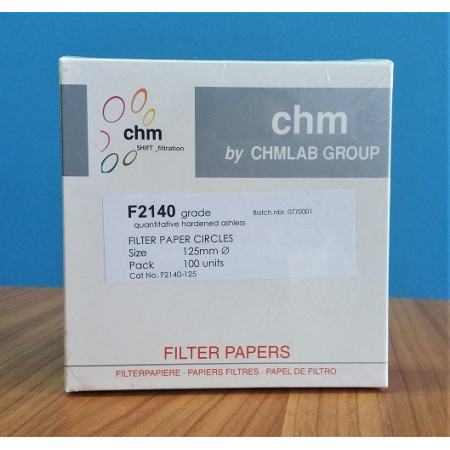 chm
SHIFT_filtration
chm
by CHMLAB GROUP
F2140 grade
Batch nbr. 07/0001
quantitative hardened ashless
FILTER PAPER CIRCLES
Size 125mm Ø
Pack 100 units
Cat No. F2140-125
FILTER PAPERS
FILTERPAPIERE · PAPIERS FILTRES · PAPEL DE FILTRO